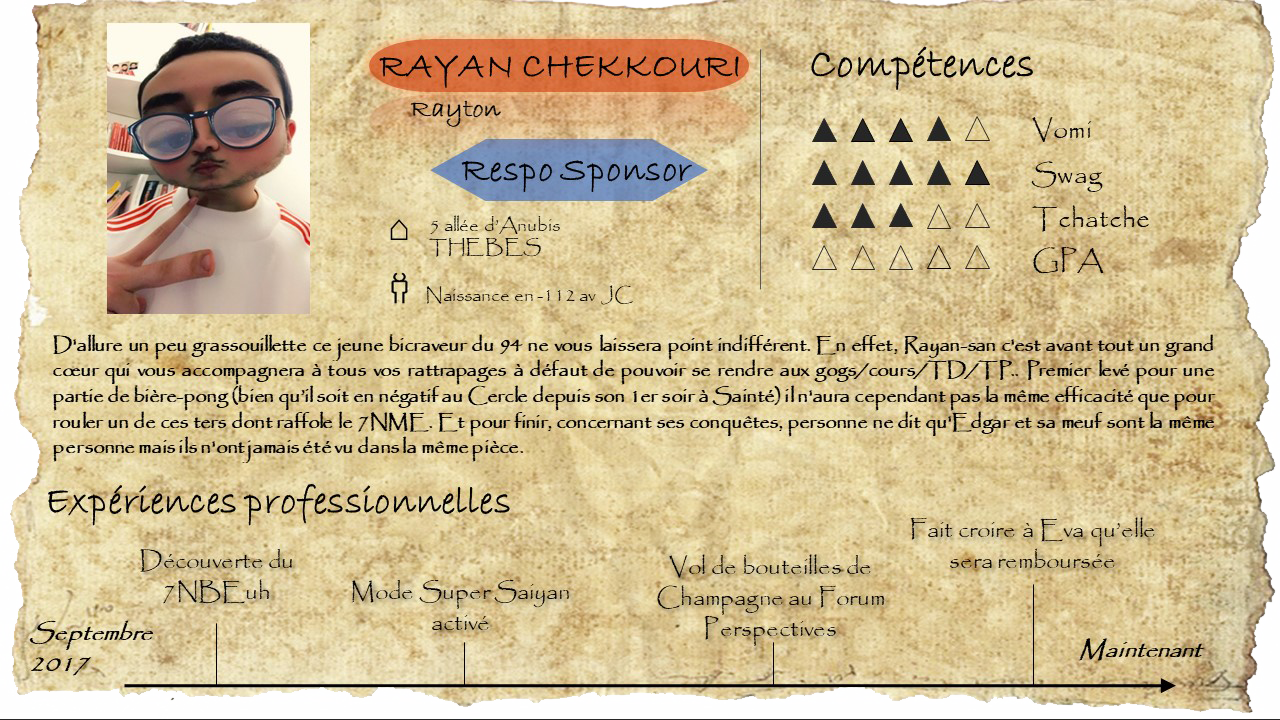 RAYAN CHEKKOURI
Rayton
Respo Sponsor
5 allée d'Anubis
THEBES
Naissance en -112 av JC
Compétences
Vomi
Swag
Tchatche
GPA
D'allure un peu grassouillette ce jeune bicraveur du 94 ne vous laissera point indifférent. En effet, Rayan-san c'est avant tout un grand
cœur qui vous accompagnera à tous vos rattrapages à défaut de pouvoir se rendre aux gogs/cours/TD/TP.. Premier levé pour une
partie de bière-pong (bien qu'il soit en négatif au Cercle depuis son 1er soir à Sainté) il n'aura cependant pas la même efficacité que pour
rouler un de ces ters dont raffole le 7NME. Et pour finir, concernant ses conquêtes, personne ne dit qu'Edgar et sa meuf sont la même
personne mais ils n'ont jamais été vu dans la même pièce.
Expériences professionnelles
Septembre
2017
Découverte du
7NBEuh
Mode Super Saiyan
activé
Vol de bouteilles de
Champagne au Forum
Perspectives
Fait croire à Eva qu'elle
sera remboursée
Maintenant